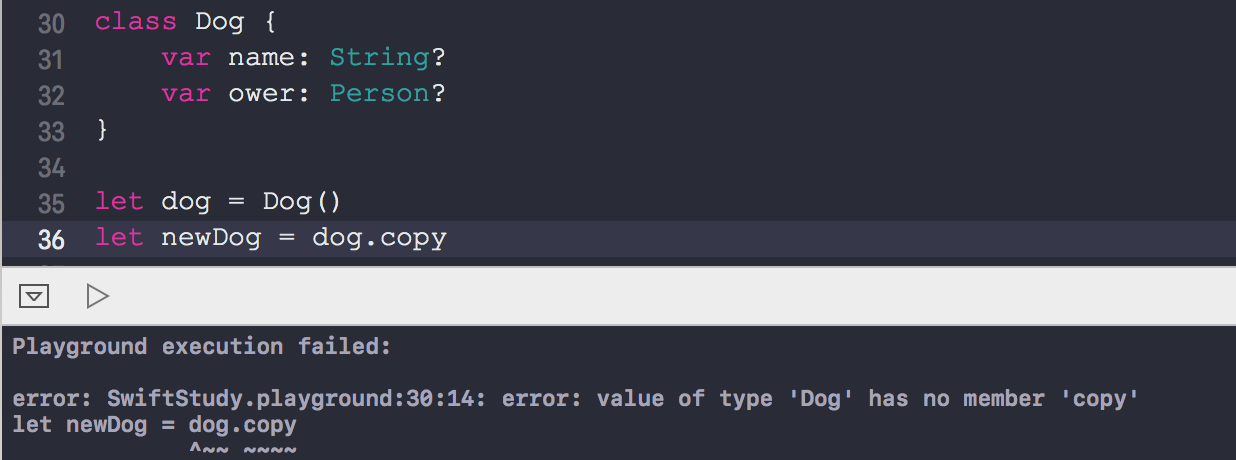 30 class Dog {
31     var name: String?
32     var ower: Person?
33 }
34
35 let dog = Dog()
36 let newDog = dog.copy
Playground execution failed:
error: SwiftStudy.playground:30:14: error: value of type 'Dog' has no member 'copy'
let newDog = dog.copy
             ^~~ ~~~~